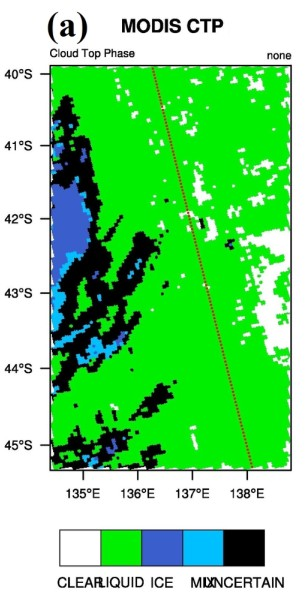 (a) MODIS CTP
Cloud Top Phase none
40°S
41°S
42°S
43°S
44°S
45°S
135°E 136°E 137°E 138°E
CLEAR LIQUID ICE MIX UNCERTAIN